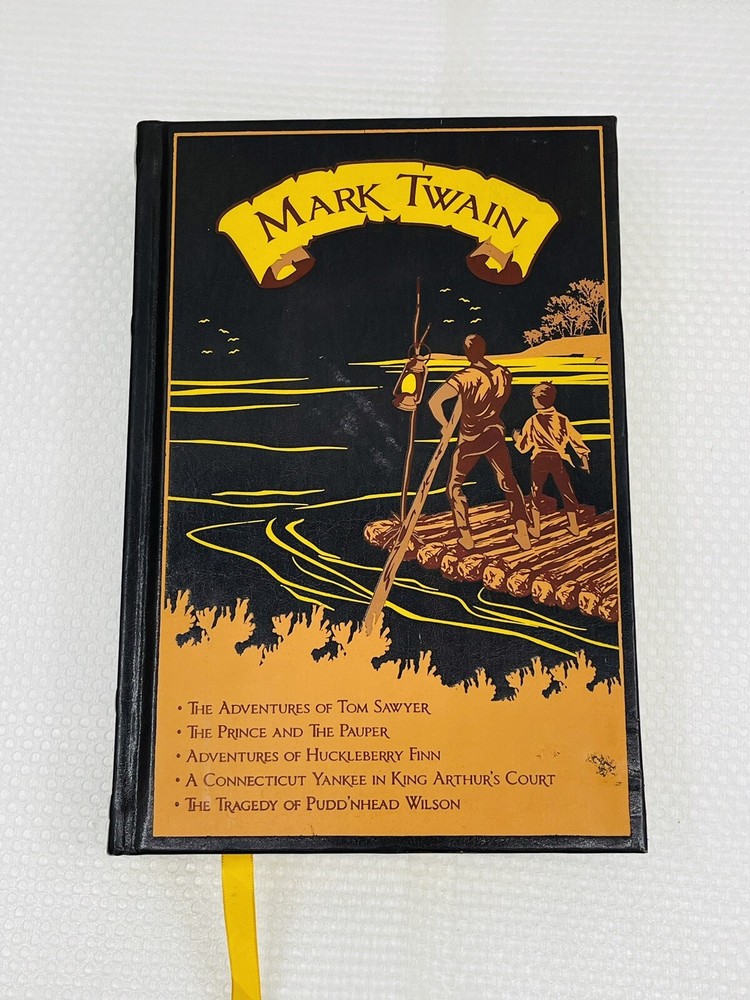 MARK TWAIN
• THE ADVENTURES OF TOM SAWYER
• THE PRINCE AND THE PAUPER
• ADVENTURES OF HUCKLEBERRY FINN
• A CONNECTICUT YANKEE IN KING ARTHUR'S COURT
• THE TRAGEDY OF PUDD'NHEAD WILSON